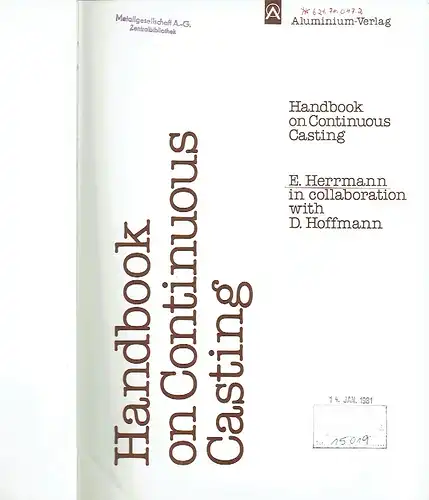 Metallgesellschaft A.-G.
Zentralbibliothek
Aluminium-Verlag
Handbook
on Continuous
Casting
E. Herrmann
in collaboration
with
D. Hoffmann
Handbook
on Continuous
Casting
14. JAN. 1981
15019